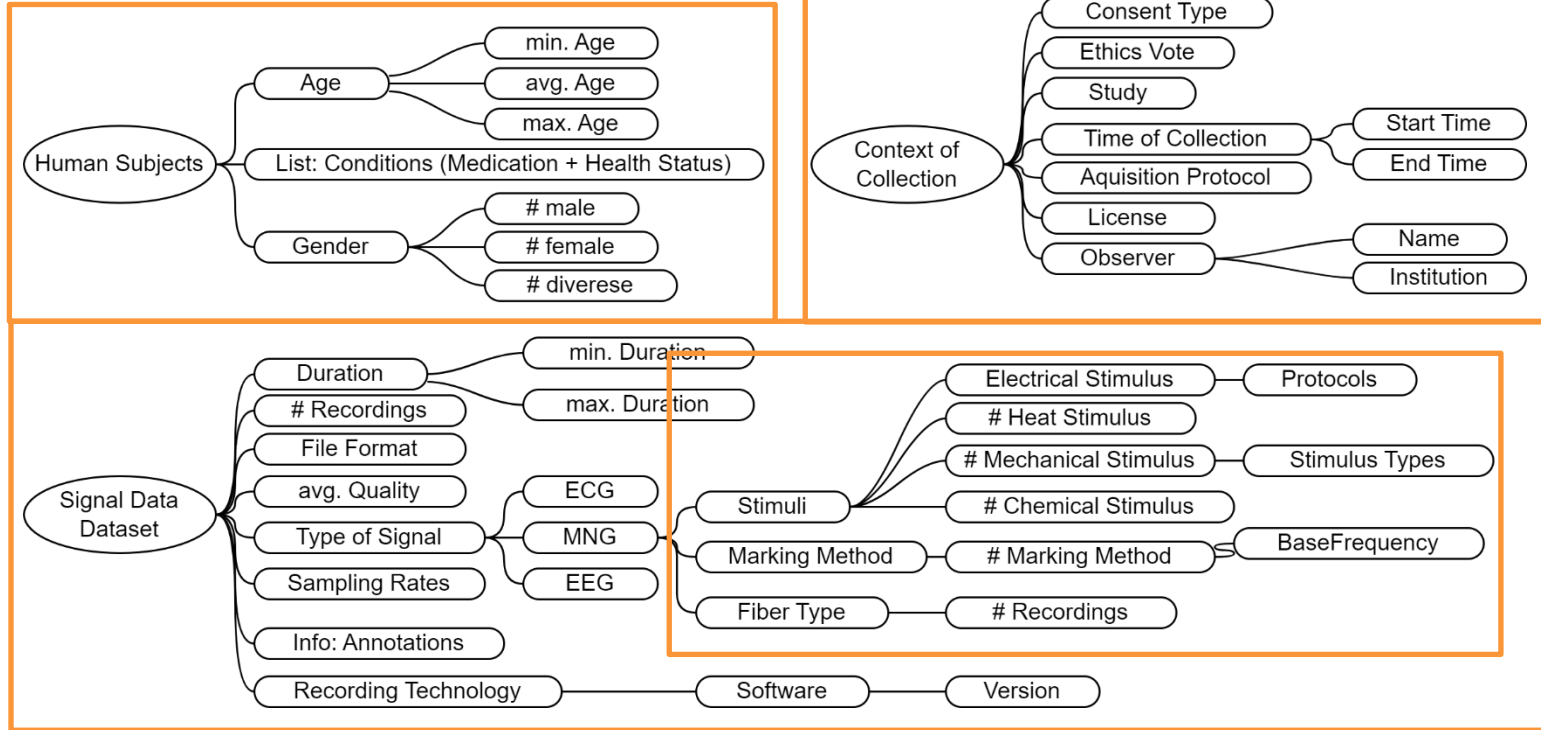 Human Subjects
Age
min. Age
avg. Age
max. Age
List: Conditions (Medication + Health Status)
Gender
# male
# female
# diverese
Context of
Collection
Consent Type
Ethics Vote
Study
Time of Collection
Start Time
End Time
Aquisition Protocol
License
Observer
Name
Institution
Signal Data
Dataset
Duration
min. Duration
max. Duration
# Recordings
File Format
avg. Quality
Type of Signal
ECG
MNG
EEG
Stimuli
Electrical Stimulus
Protocols
# Heat Stimulus
# Mechanical Stimulus
Stimulus Types
# Chemical Stimulus
Marking Method
# Marking Method
BaseFrequency
Fiber Type
# Recordings
Sampling Rates
Info: Annotations
Recording Technology
Software
Version